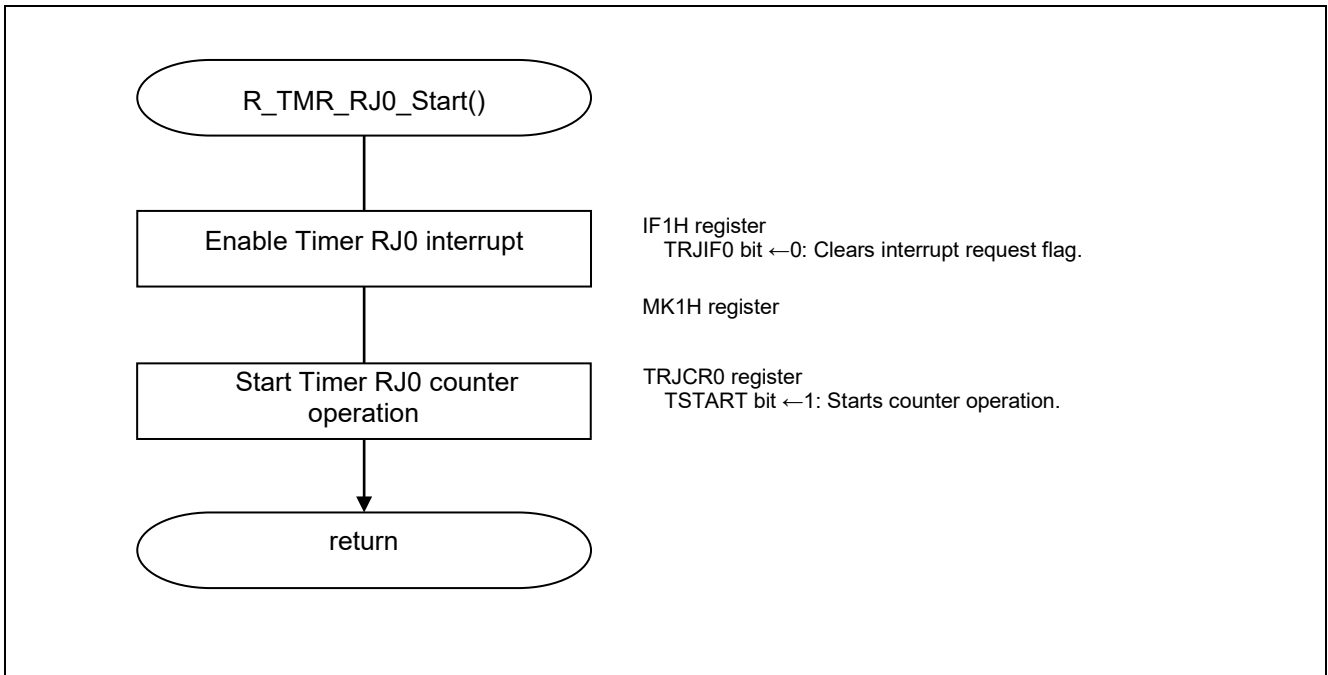 R_TMR_RJ0_Start()
Enable Timer RJ0 interrupt
IF1H register
TRJIF0 bit ←0: Clears interrupt request flag.
MK1H register
Start Timer RJ0 counter
operation
TRJCR0 register
TSTART bit ←1: Starts counter operation.
return